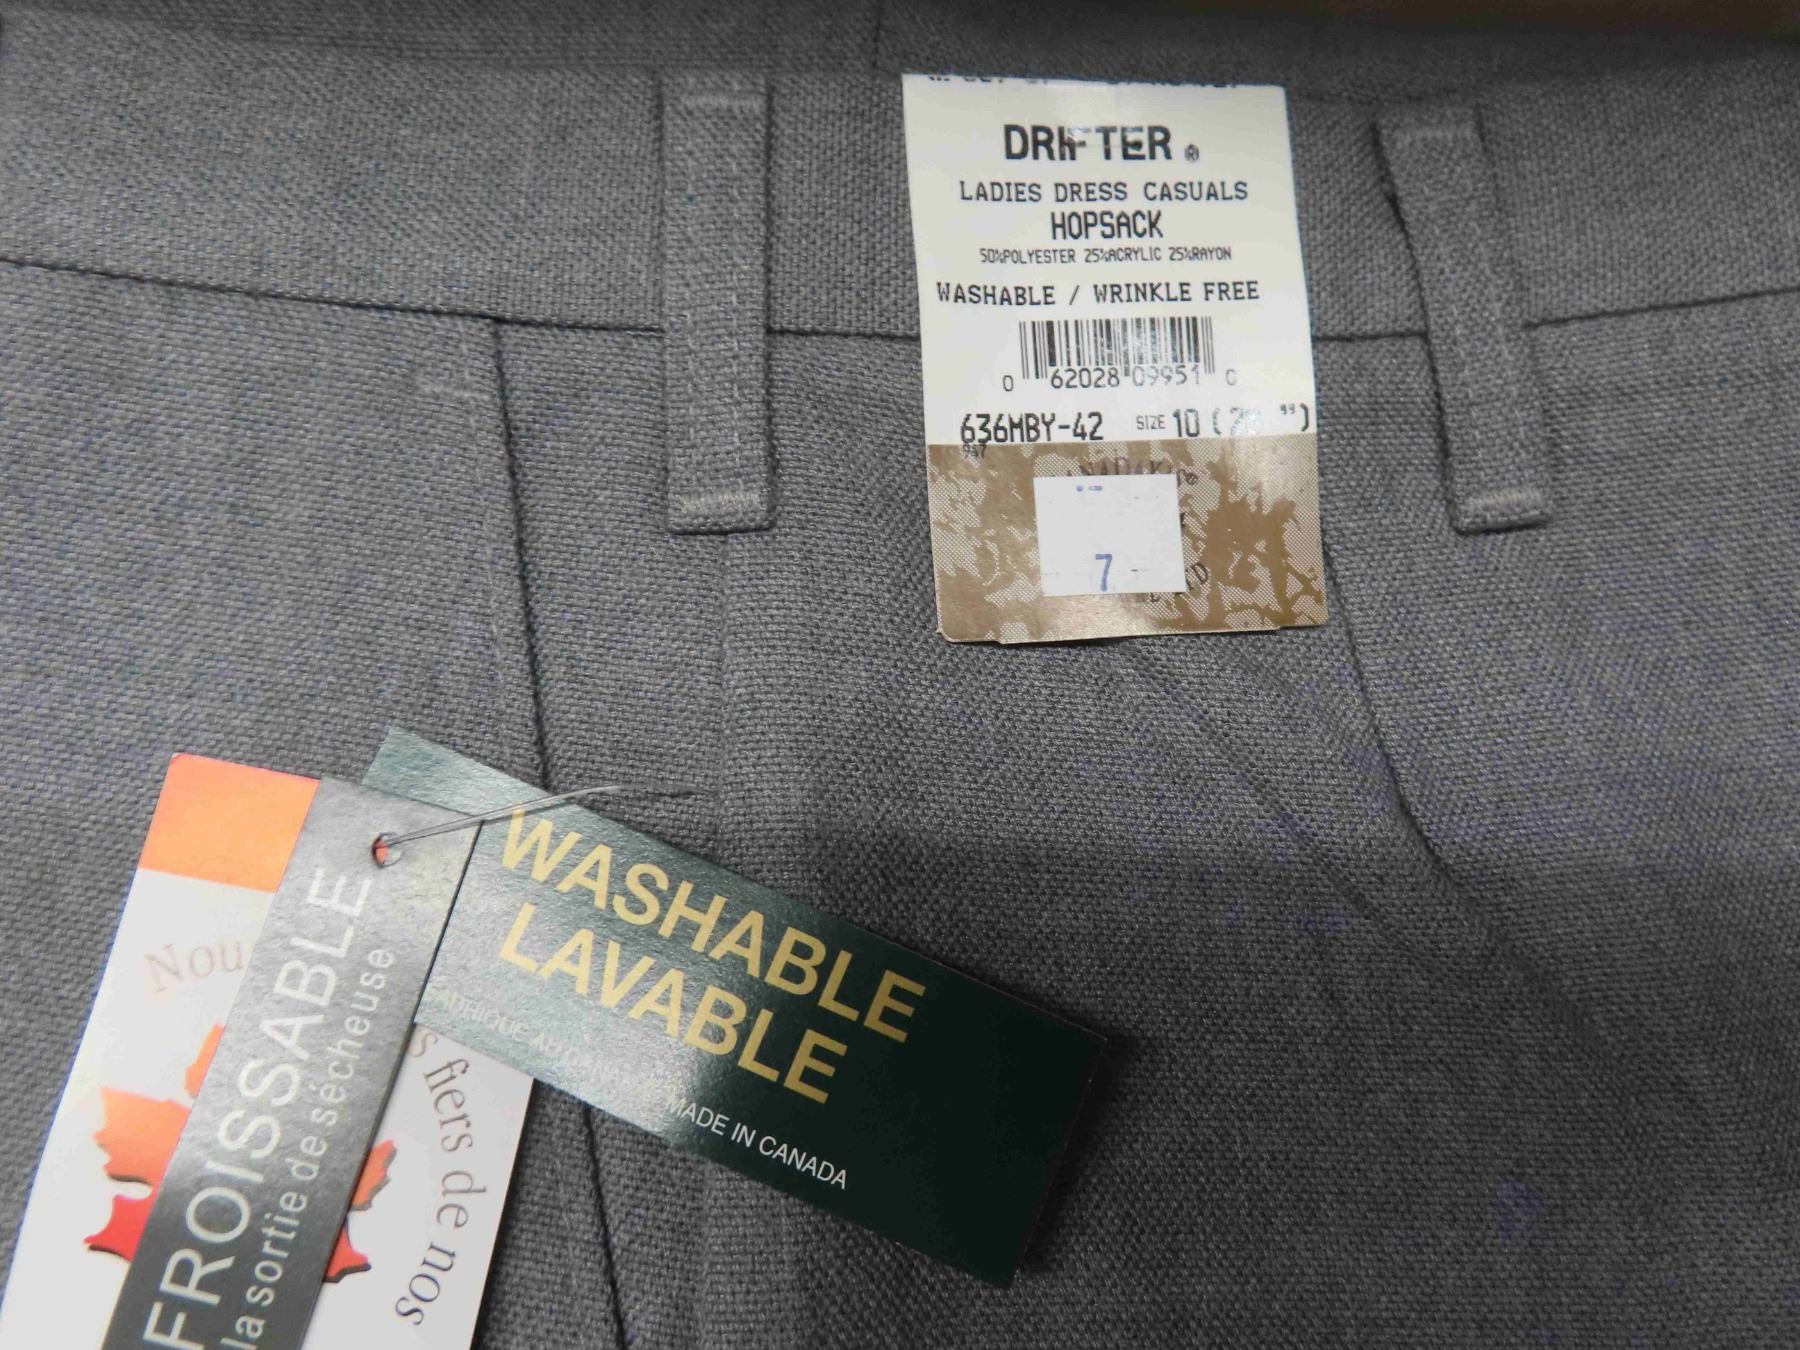 DRIFTER ®
LADIES DRESS CASUALS
HOPSACK
50%POLYESTER 25%ACRYLIC 25%RAYON
WASHABLE / WRINKLE FREE
0 62028 09951
636MBY-42 SIZE 10
947
7
WASHABLE
LAVABLE
MADE IN CANADA
FROISSABLE
la sortie de sécheuse
Nou
s fiers de nos